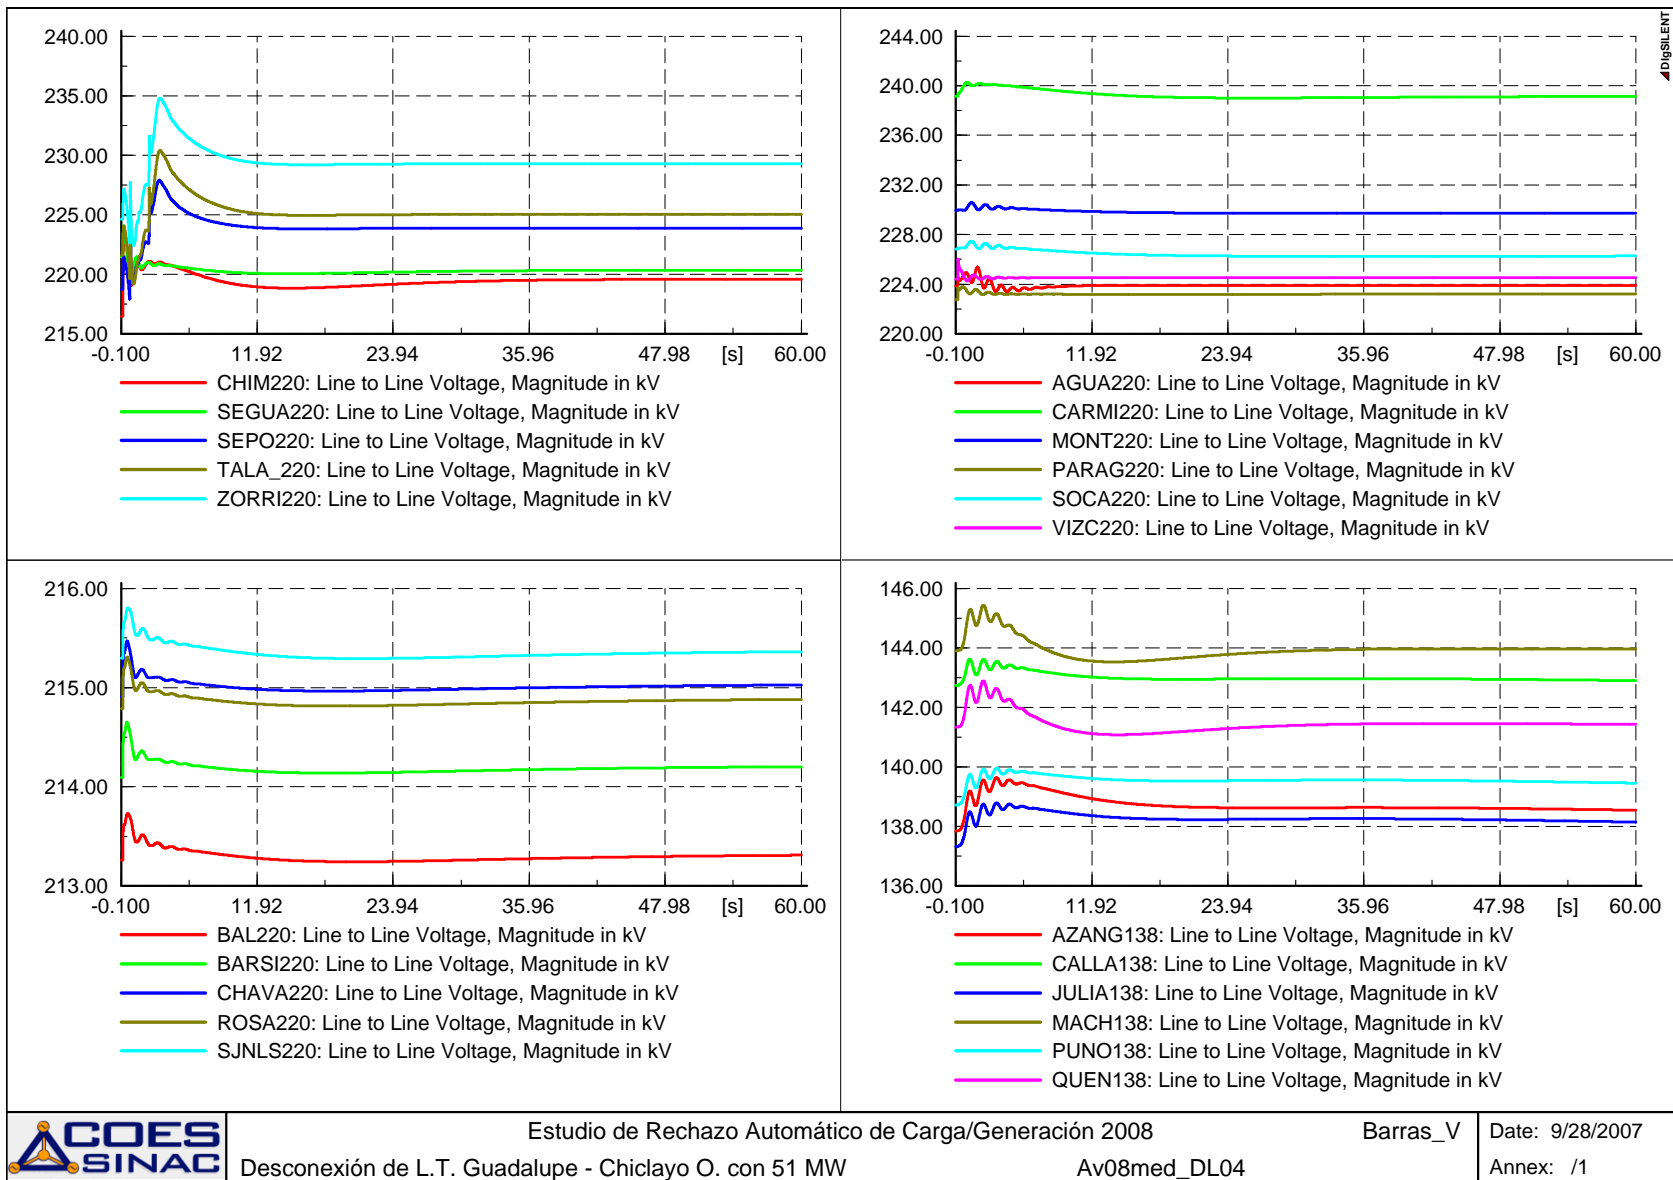 240.00
235.00
230.00
225.00
220.00
215.00
-0.100 11.92 23.94 35.96 47.98 [s] 60.00
CHIM220: Line to Line Voltage, Magnitude in kV
SEGUA220: Line to Line Voltage, Magnitude in kV
SEPO220: Line to Line Voltage, Magnitude in kV
TALA_220: Line to Line Voltage, Magnitude in kV
ZORRI220: Line to Line Voltage, Magnitude in kV
244.00
240.00
236.00
232.00
228.00
224.00
220.00
-0.100 11.92 23.94 35.96 47.98 [s] 60.00
AGUA220: Line to Line Voltage, Magnitude in kV
CARMI220: Line to Line Voltage, Magnitude in kV
MONT220: Line to Line Voltage, Magnitude in kV
PARAG220: Line to Line Voltage, Magnitude in kV
SOCA220: Line to Line Voltage, Magnitude in kV
VIZC220: Line to Line Voltage, Magnitude in kV
DIgSILENT
216.00
215.00
214.00
213.00
-0.100 11.92 23.94 35.96 47.98 [s] 60.00
BAL220: Line to Line Voltage, Magnitude in kV
BARSI220: Line to Line Voltage, Magnitude in kV
CHAVA220: Line to Line Voltage, Magnitude in kV
ROSA220: Line to Line Voltage, Magnitude in kV
SJNLS220: Line to Line Voltage, Magnitude in kV
146.00
144.00
142.00
140.00
138.00
136.00
-0.100 11.92 23.94 35.96 47.98 [s] 60.00
AZANG138: Line to Line Voltage, Magnitude in kV
CALLA138: Line to Line Voltage, Magnitude in kV
JULIA138: Line to Line Voltage, Magnitude in kV
MACH138: Line to Line Voltage, Magnitude in kV
PUNO138: Line to Line Voltage, Magnitude in kV
QUEN138: Line to Line Voltage, Magnitude in kV
COES
SINAC
Estudio de Rechazo Automático de Carga/Generación 2008 Barras_V
Desconexión de L.T. Guadalupe - Chiclayo O. con 51 MW Av08med_DL04
Date: 9/28/2007
Annex: /1